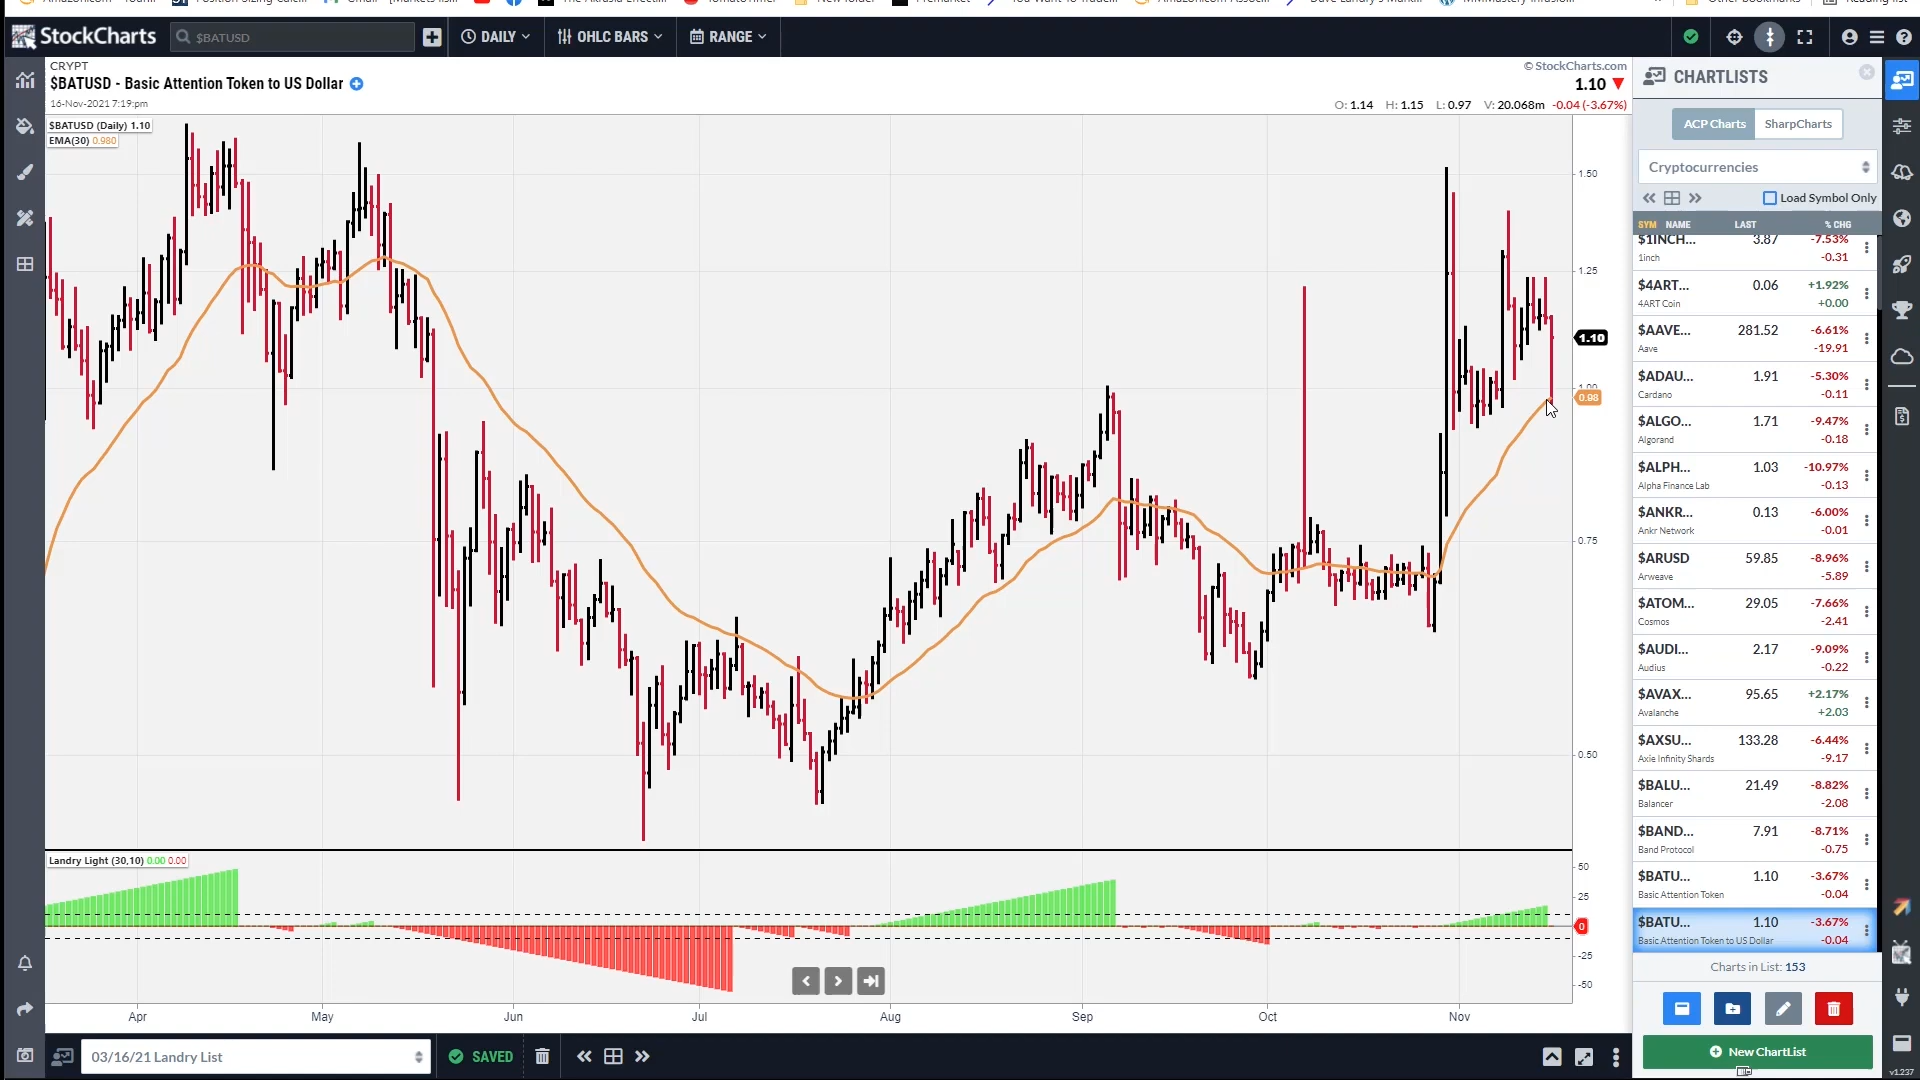 StockCharts
$BATUSD
DAILY
OHLC BARS
RANGE
CRYPT
$BATUSD - Basic Attention Token to US Dollar
16-Nov-2021 7:19:pm
© StockCharts.com
1.10
O: 1.14 H: 1.15 L: 0.97 V: 20.068m -0.04 (-3.67%)
$BATUSD (Daily) 1.10
EMA(30) 0.980
1.50
1.25
1.10
1.00
0.98
0.75
0.50
Landry Light (30,10) 0.00 0.00
50
25
0
-25
-50
Apr May Jun Jul Aug Sep Oct Nov
03/16/21 Landry List
SAVED
CHARTLISTS
ACP Charts SharpCharts
Cryptocurrencies
Load Symbol Only
SYM NAME LAST % CHG
$1INCH... 3.87 -7.53%
1inch -0.31
$4ART... 0.06 +1.92%
4ART Coin +0.00
$AAVE... 281.52 -6.61%
Aave -19.91
$ADAU... 1.91 -5.30%
Cardano -0.11
$ALGO... 1.71 -9.47%
Algorand -0.18
$ALPH... 1.03 -10.97%
Alpha Finance Lab -0.13
$ANKR... 0.13 -6.00%
Ankr Network -0.01
$ARUSD 59.85 -8.96%
Arweave -5.89
$ATOM... 29.05 -7.66%
Cosmos -2.41
$AUDI... 2.17 -9.09%
Audius -0.22
$AVAX... 95.65 +2.17%
Avalanche +2.03
$AXSU... 133.28 -6.44%
Axie Infinity Shards -9.17
$BALU... 21.49 -8.82%
Balancer -2.08
$BAND... 7.91 -8.71%
Band Protocol -0.75
$BATU... 1.10 -3.67%
Basic Attention Token -0.04
$BATU... 1.10 -3.67%
Basic Attention Token to US Dollar -0.04
Charts in List: 153
New ChartList
v1.237